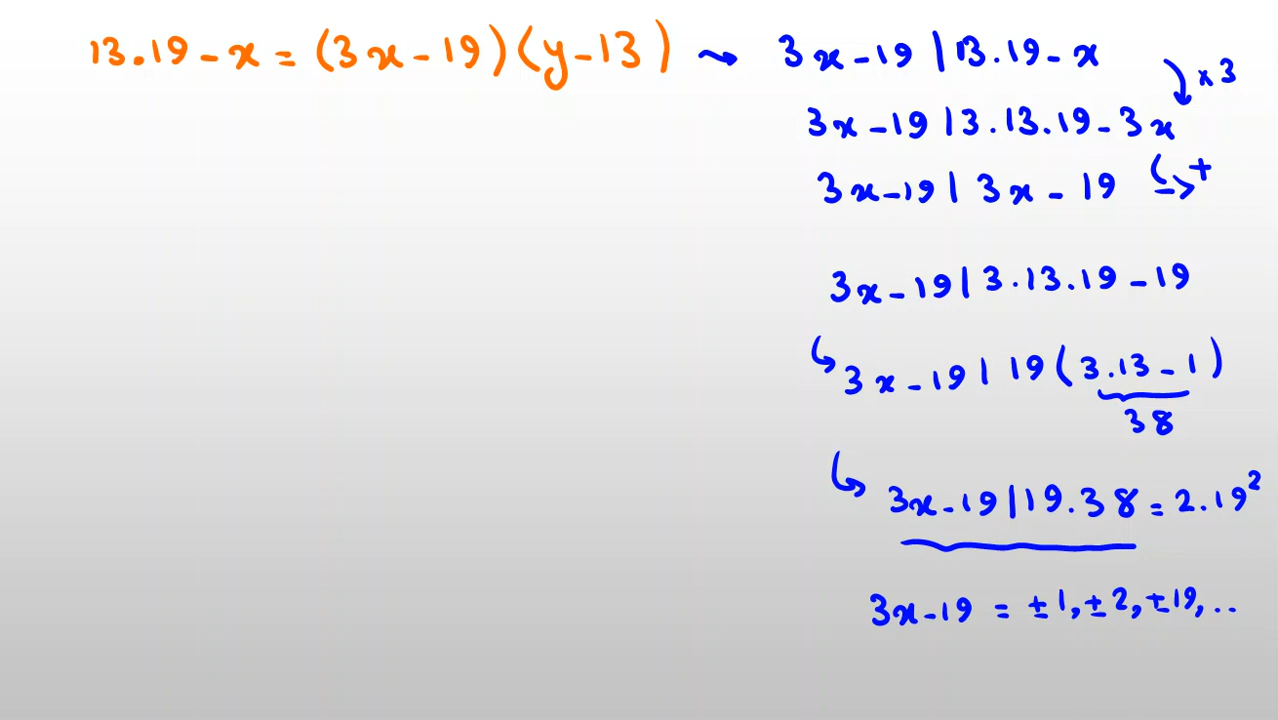 13.19 - x = (3x - 19)(y - 13) ⇝ 3x - 19 | 13.19 - x
×3
3x - 19 | 3.13.19 - 3x
3x - 19 | 3x - 19
+
3x - 19 | 3.13.19 - 19
↪ 3x - 19 | 19(3.13 - 1)
38
↪ 3x - 19 | 19.38 = 2.19²
3x - 19 = ±1, ±2, ±19, ..